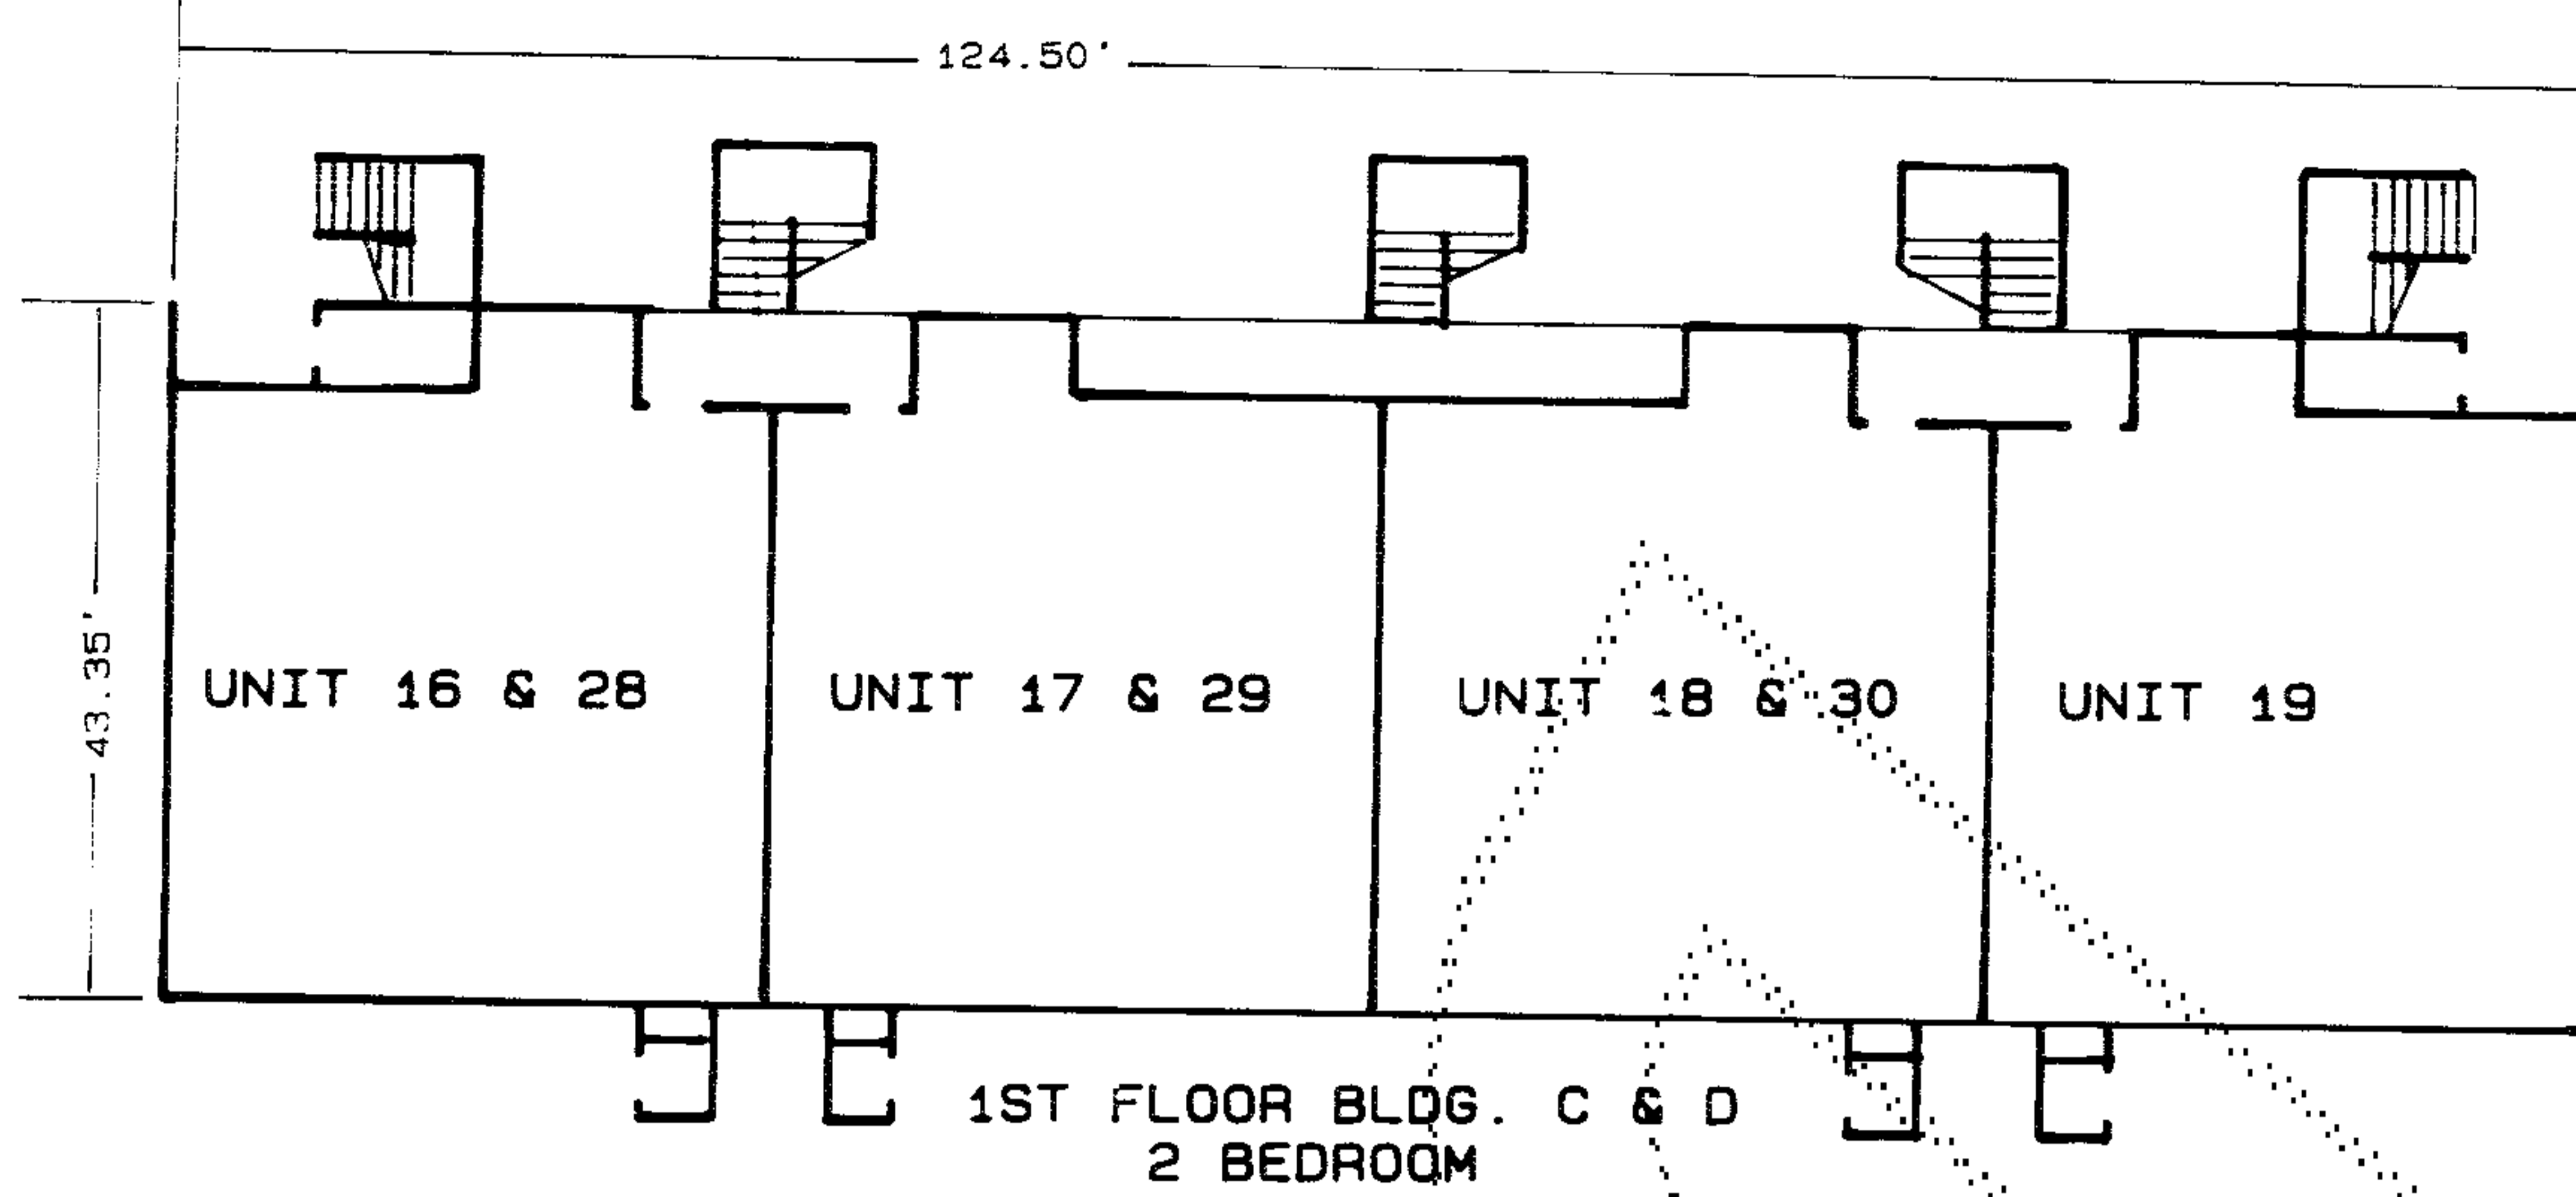 124.50'
43.35'
UNIT 16 & 28
UNIT 17 & 29
UNIT 18 & 30
UNIT 19
1ST FLOOR BLDG. C & D
2 BEDROOM